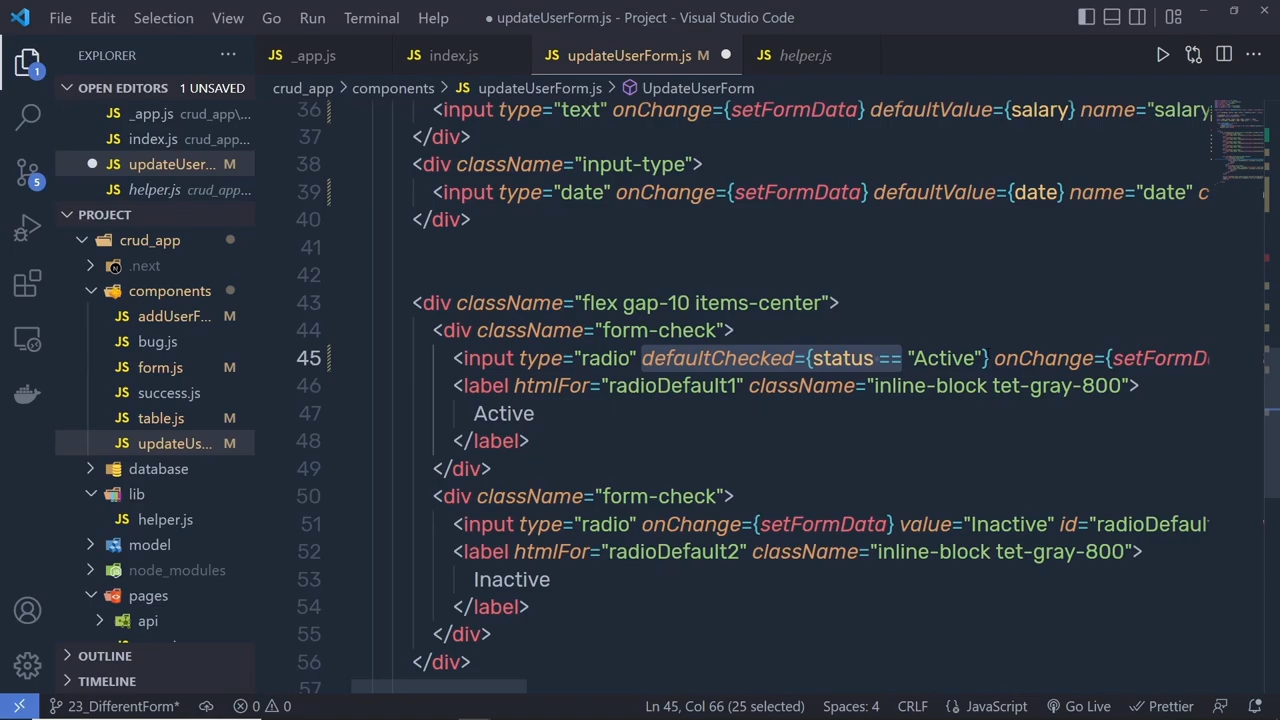 File Edit Selection View Go Run Terminal Help
● updateUserForm.js - Project - Visual Studio Code
EXPLORER
JS _app.js
JS index.js
JS updateUserForm.js M
JS helper.js
OPEN EDITORS 1 UNSAVED
crud_app > components > JS updateUserForm.js > UpdateUserForm
JS _app.js crud_app\...
JS index.js crud_app...
JS updateUser... M
JS helper.js crud_app...
PROJECT
crud_app
.next
components
JS addUserF... M
JS bug.js
JS form.js M
JS success.js
JS table.js M
JS updateUs... M
database
lib
JS helper.js
model
node_modules
pages
api
OUTLINE
TIMELINE
1
5
36 <input type="text" onChange={setFormData} defaultValue={salary} name="salary
37 </div>
38 <div className="input-type">
39 <input type="date" onChange={setFormData} defaultValue={date} name="date" c
40 </div>
41
42
43 <div className="flex gap-10 items-center">
44 <div className="form-check">
45 <input type="radio" defaultChecked={status == "Active"} onChange={setFormD
46 <label htmlFor="radioDefault1" className="inline-block tet-gray-800">
47 Active
48 </label>
49 </div>
50 <div className="form-check">
51 <input type="radio" onChange={setFormData} value="Inactive" id="radioDefaul
52 <label htmlFor="radioDefault2" className="inline-block tet-gray-800">
53 Inactive
54 </label>
55 </div>
56 </div>
57
23_DifferentForm* 0 0 Ln 45, Col 66 (25 selected) Spaces: 4 CRLF {} JavaScript Go Live Prettier